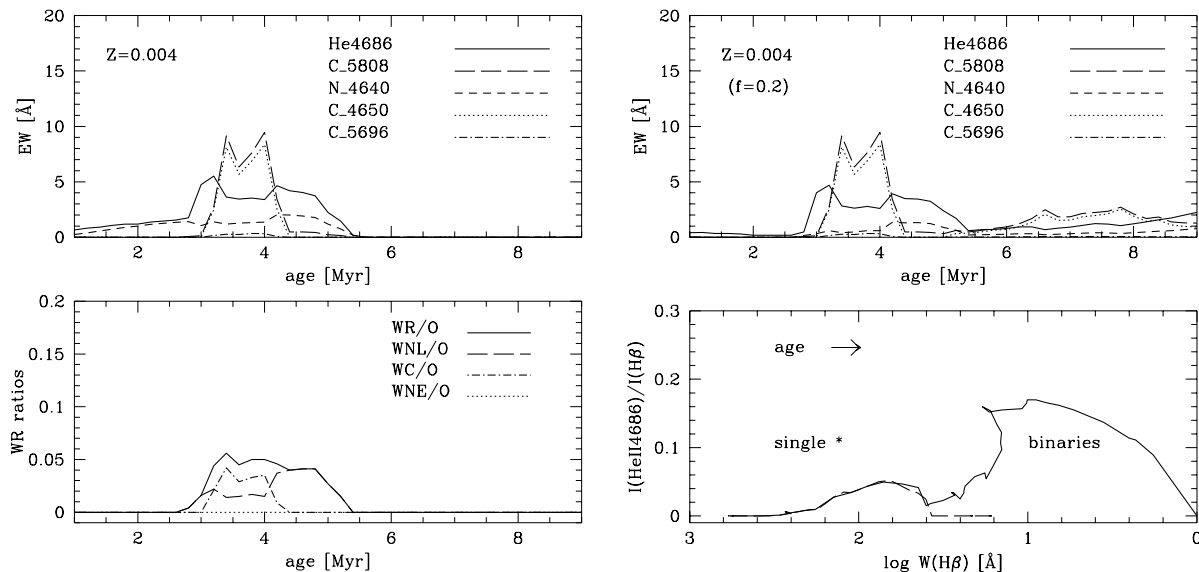 20
15
10
5
0
EW [Å]
Z=0.004
He4686
C_5808
N_4640
C_4650
C_5696
2
4
6
8
age [Myr]
20
15
10
5
0
EW [Å]
Z=0.004
(f=0.2)
He4686
C_5808
N_4640
C_4650
C_5696
2
4
6
8
age [Myr]
0.2
0.15
0.1
0.05
0
WR ratios
WR/O
WNL/O
WC/O
WNE/O
2
4
6
8
age [Myr]
0.3
0.2
0.1
0
I(HeII4686)/I(Hβ)
age
single *
binaries
3
2
1
0
log W(Hβ) [Å]